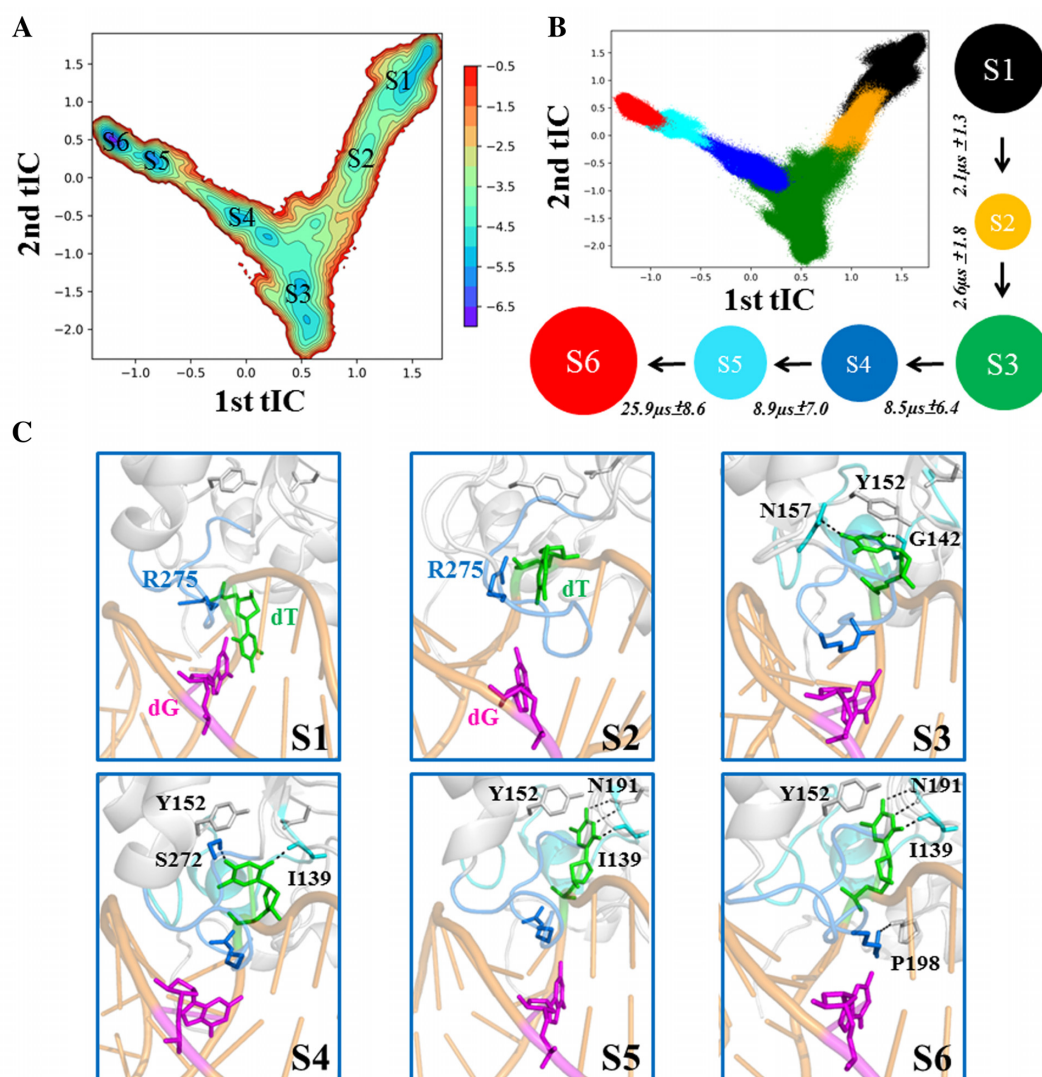 A
2nd tIC
1.5
1.0
0.5
0.0
−0.5
−1.0
−1.5
−2.0
−1.0
−0.5
0.0
0.5
1.0
1.5
1st tIC
S1
S2
S3
S4
S5
S6
−0.5
−1.5
−2.5
−3.5
−4.5
−5.5
−6.5
B
2nd tIC
1.5
1.0
0.5
0.0
−0.5
−1.0
−1.5
−2.0
−1.0
−0.5
0.0
0.5
1.0
1.5
1st tIC
S1
2.1μs ±1.3
S2
2.6μs ±1.8
S6
S5
S4
S3
25.9μs±8.6
8.9μs±7.0
8.5μs±6.4
C
R275
dT
dG
S1
R275
dT
dG
S2
Y152
N157
G142
S3
Y152
S272
I139
S4
Y152
N191
I139
S5
Y152
N191
I139
P198
S6